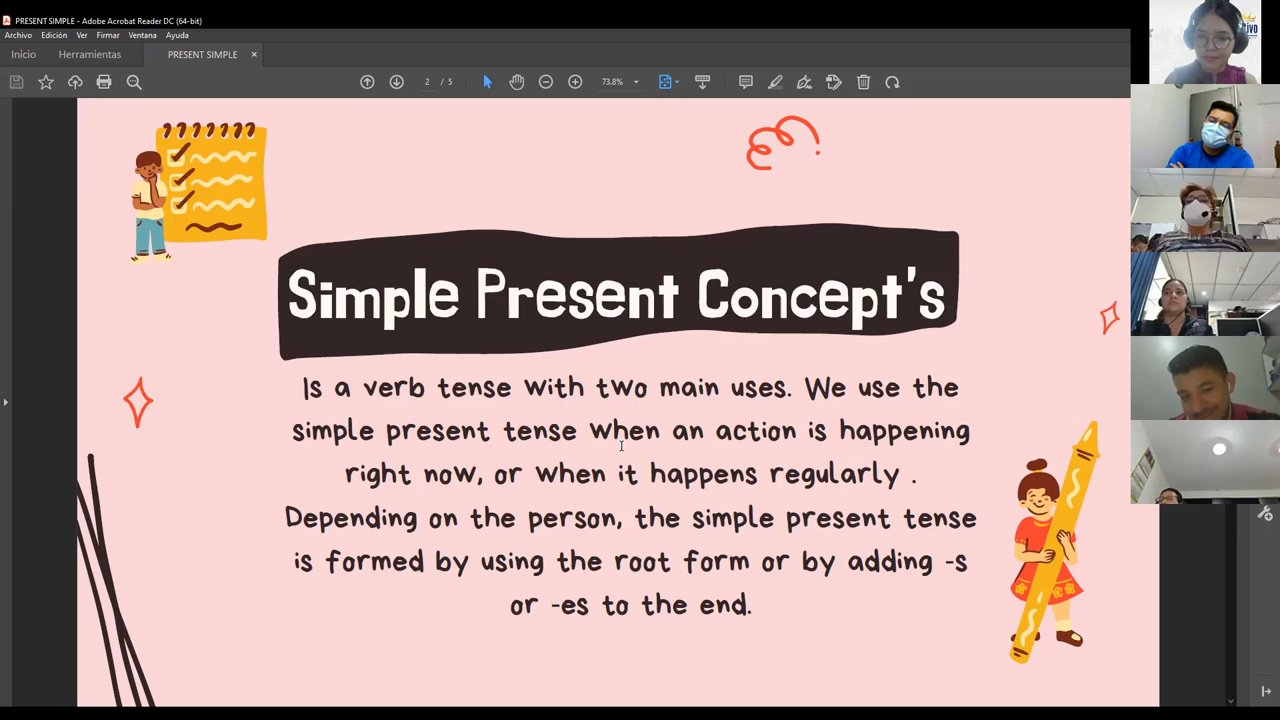 PRESENT SIMPLE - Adobe Acrobat Reader DC (64-bit)
Archivo Edición Ver Firmar Ventana Ayuda
Inicio Herramientas PRESENT SIMPLE ×
2 / 5 73.8%
Simple Present Concept's
Is a verb tense with two main uses. We use the
simple present tense when an action is happening
right now, or when it happens regularly .
Depending on the person, the simple present tense
is formed by using the root form or by adding -s
or -es to the end.